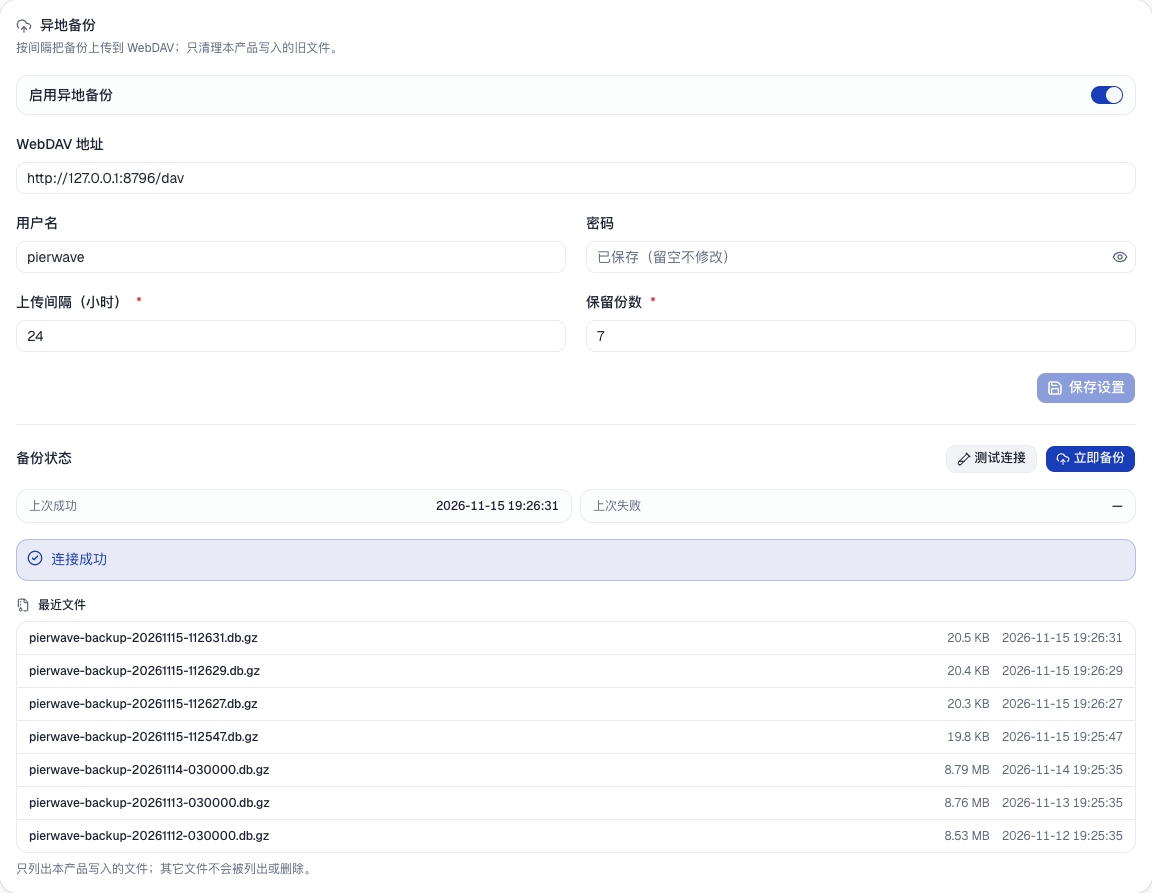 异地备份
按间隔把备份上传到 WebDAV；只清理本产品写入的旧文件。
启用异地备份
WebDAV 地址
http://127.0.0.1:8796/dav
用户名
密码
pierwave
已保存（留空不修改）
上传间隔（小时） *
保留份数 *
24
7
保存设置
备份状态
测试连接
立即备份
上次成功 2026-11-15 19:26:31
上次失败 —
连接成功
最近文件
pierwave-backup-20261115-112631.db.gz 20.5 KB 2026-11-15 19:26:31
pierwave-backup-20261115-112629.db.gz 20.4 KB 2026-11-15 19:26:29
pierwave-backup-20261115-112627.db.gz 20.3 KB 2026-11-15 19:26:27
pierwave-backup-20261115-112547.db.gz 19.8 KB 2026-11-15 19:25:47
pierwave-backup-20261114-030000.db.gz 8.79 MB 2026-11-14 19:25:35
pierwave-backup-20261113-030000.db.gz 8.76 MB 2026-11-13 19:25:35
pierwave-backup-20261112-030000.db.gz 8.53 MB 2026-11-12 19:25:35
只列出本产品写入的文件；其它文件不会被列出或删除。